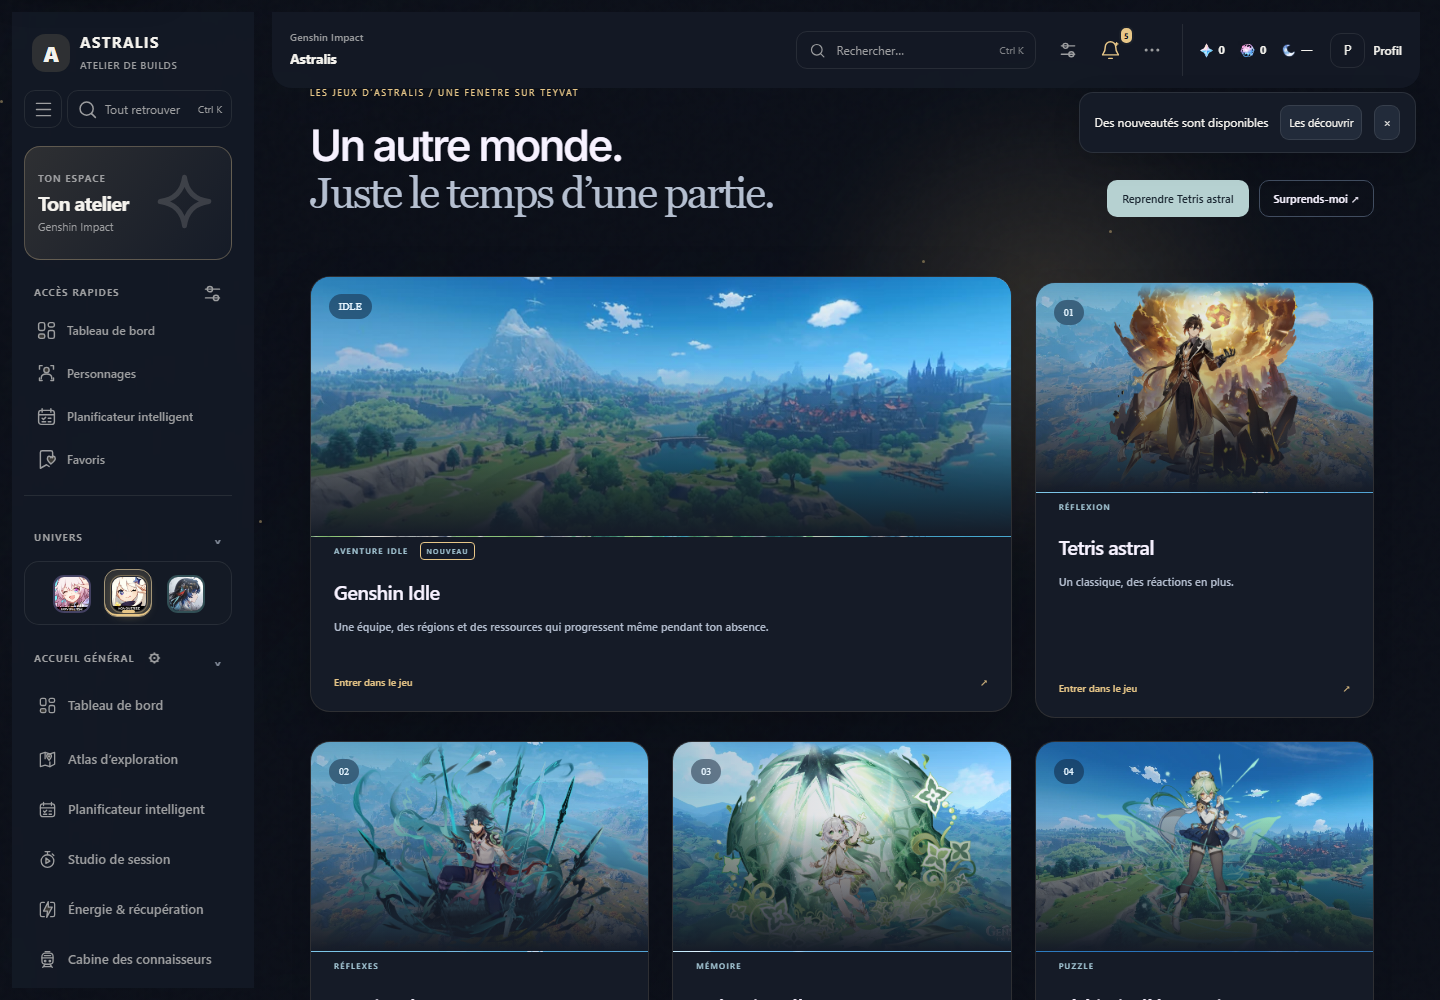 A
ASTRALIS
ATELIER DE BUILDS
Tout retrouver
Ctrl K
TON ESPACE
Ton atelier
Genshin Impact
ACCÈS RAPIDES
Tableau de bord
Personnages
Planificateur intelligent
Favoris
UNIVERS
ACCUEIL GÉNÉRAL
Tableau de bord
Atlas d'exploration
Planificateur intelligent
Studio de session
Énergie & récupération
Cabine des connaisseurs
Genshin Impact
Astralis
Rechercher...
Ctrl K
5
0
0
—
P
Profil
LES JEUX D'ASTRALIS / UNE FENÊTRE SUR TEYVAT
Un autre monde.
Juste le temps d’une partie.
Des nouveautés sont disponibles
Les découvrir
×
Reprendre Tetris astral
Surprends-moi ↗
IDLE
AVENTURE IDLE
NOUVEAU
Genshin Idle
Une équipe, des régions et des ressources qui progressent même pendant ton absence.
Entrer dans le jeu
↗
01
RÉFLEXION
Tetris astral
Un classique, des réactions en plus.
Entrer dans le jeu
↗
02
RÉFLEXES
03
MÉMOIRE
04
PUZZLE